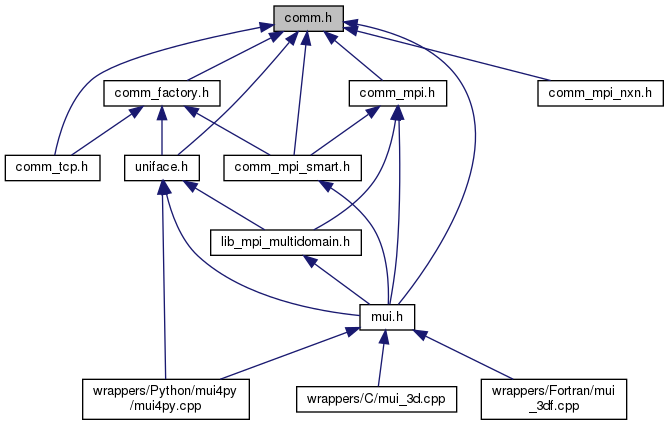 comm.h
comm_factory.h
comm_mpi.h
comm_mpi_nxn.h
comm_tcp.h
uniface.h
comm_mpi_smart.h
lib_mpi_multidomain.h
mui.h
wrappers/Python/mui4py
/mui4py.cpp
wrappers/C/mui_3d.cpp
wrappers/Fortran/mui
_3df.cpp